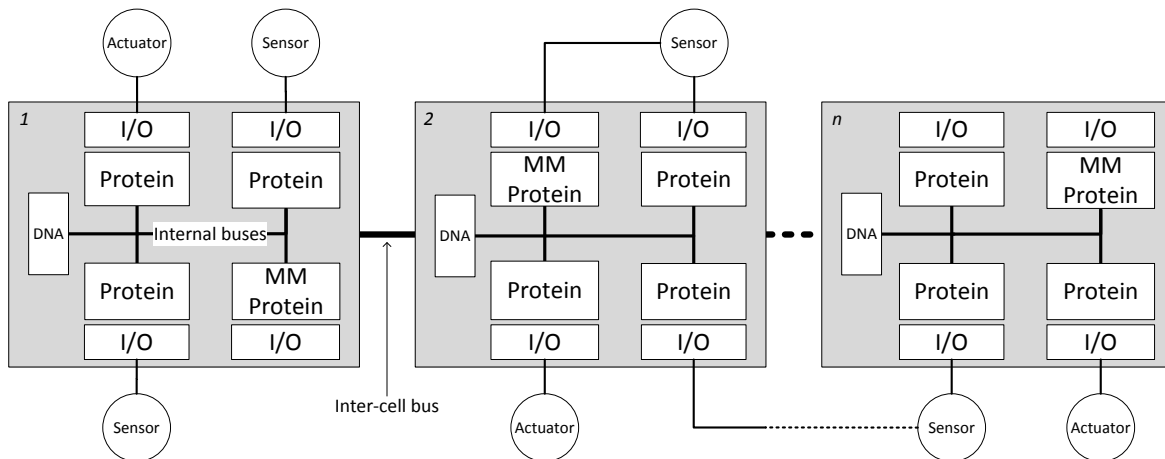 Actuator
Sensor
Sensor
1
I/O
I/O
2
I/O
I/O
n
I/O
I/O
Protein
Protein
MM
Protein
Protein
Protein
MM
Protein
DNA
Internal buses
DNA
DNA
Protein
MM
Protein
Protein
Protein
Protein
Protein
I/O
I/O
I/O
I/O
I/O
I/O
Inter-cell bus
Sensor
Actuator
Sensor
Actuator